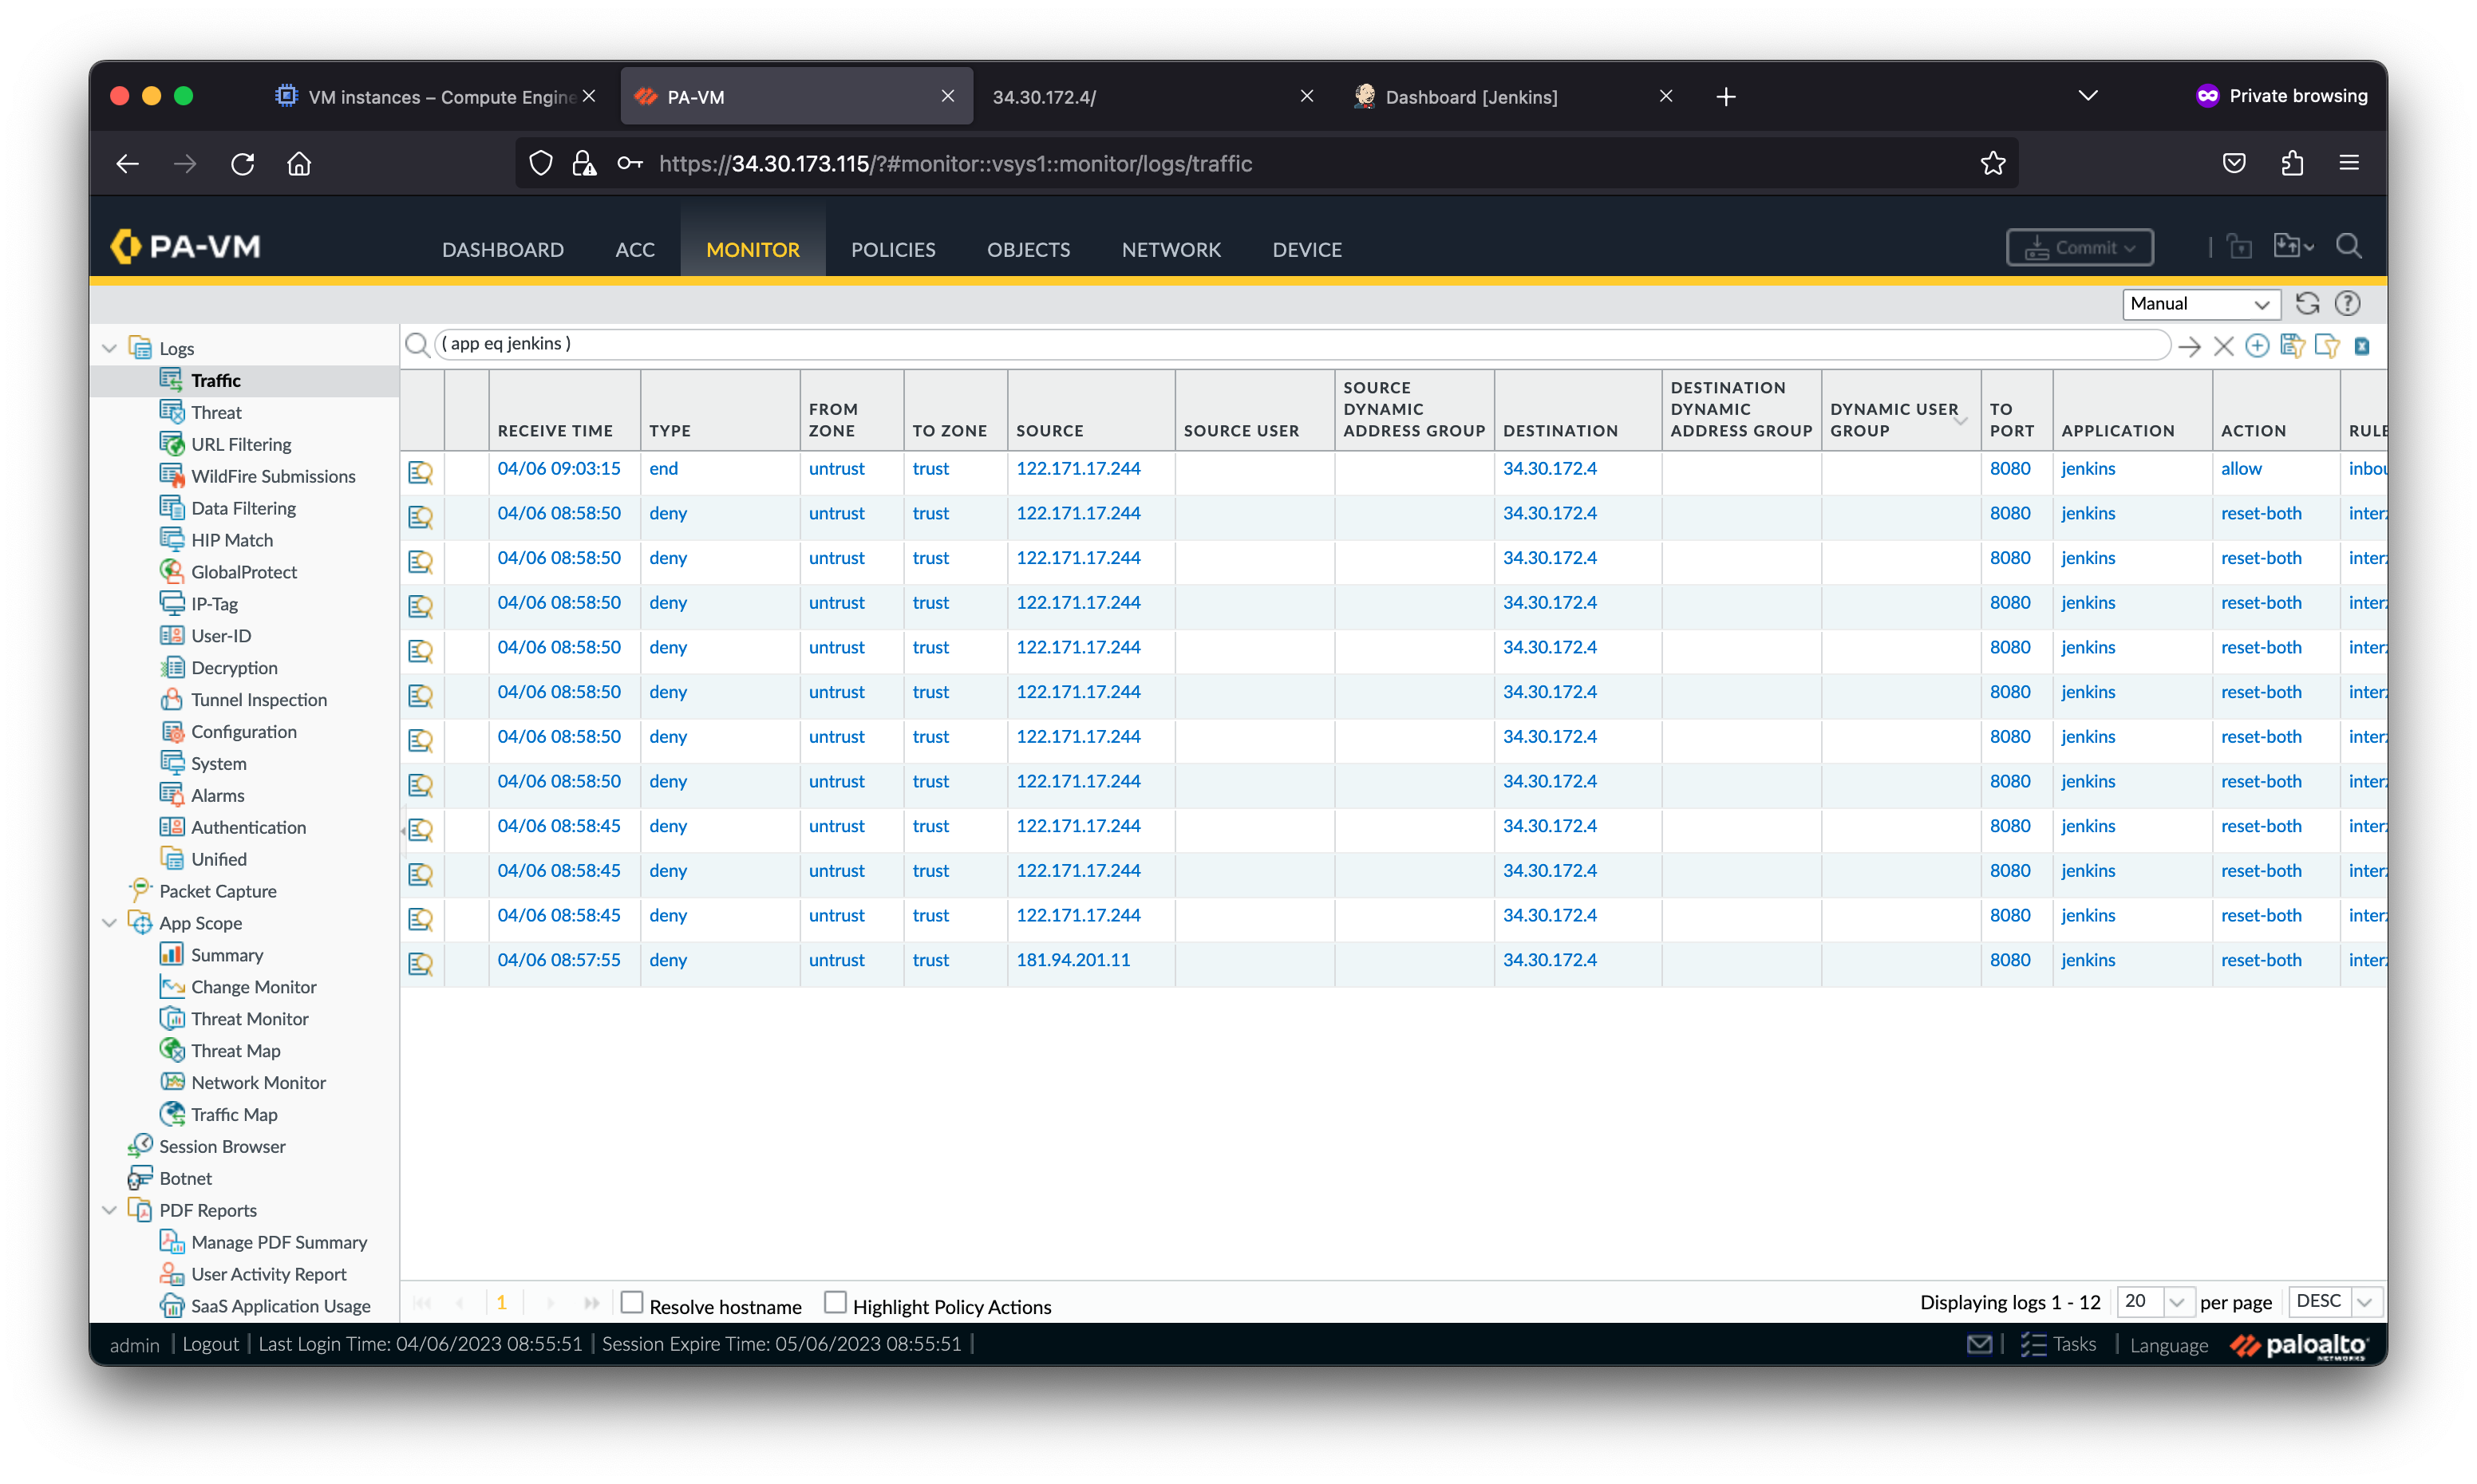 VM instances – Compute Engine
PA-VM
34.30.172.4/
Dashboard [Jenkins]
Private browsing
https://34.30.173.115/?#monitor::vsys1::monitor/logs/traffic
PA-VM
DASHBOARD ACC MONITOR POLICIES OBJECTS NETWORK DEVICE
Commit
Manual
Logs
Traffic
Threat
URL Filtering
WildFire Submissions
Data Filtering
HIP Match
GlobalProtect
IP-Tag
User-ID
Decryption
Tunnel Inspection
Configuration
System
Alarms
Authentication
Unified
Packet Capture
App Scope
Summary
Change Monitor
Threat Monitor
Threat Map
Network Monitor
Traffic Map
Session Browser
Botnet
PDF Reports
Manage PDF Summary
User Activity Report
SaaS Application Usage
( app eq jenkins )
RECEIVE TIME TYPE FROM ZONE TO ZONE SOURCE SOURCE USER SOURCE DYNAMIC ADDRESS GROUP DESTINATION DESTINATION DYNAMIC ADDRESS GROUP DYNAMIC USER GROUP TO PORT APPLICATION ACTION RULE
04/06 09:03:15 end untrust trust 122.171.17.244 34.30.172.4 8080 jenkins allow inbou
04/06 08:58:50 deny untrust trust 122.171.17.244 34.30.172.4 8080 jenkins reset-both inter
04/06 08:58:50 deny untrust trust 122.171.17.244 34.30.172.4 8080 jenkins reset-both inter
04/06 08:58:50 deny untrust trust 122.171.17.244 34.30.172.4 8080 jenkins reset-both inter
04/06 08:58:50 deny untrust trust 122.171.17.244 34.30.172.4 8080 jenkins reset-both inter
04/06 08:58:50 deny untrust trust 122.171.17.244 34.30.172.4 8080 jenkins reset-both inter
04/06 08:58:50 deny untrust trust 122.171.17.244 34.30.172.4 8080 jenkins reset-both inter
04/06 08:58:50 deny untrust trust 122.171.17.244 34.30.172.4 8080 jenkins reset-both inter
04/06 08:58:45 deny untrust trust 122.171.17.244 34.30.172.4 8080 jenkins reset-both inter
04/06 08:58:45 deny untrust trust 122.171.17.244 34.30.172.4 8080 jenkins reset-both inter
04/06 08:58:45 deny untrust trust 122.171.17.244 34.30.172.4 8080 jenkins reset-both inter
04/06 08:57:55 deny untrust trust 181.94.201.11 34.30.172.4 8080 jenkins reset-both inter
1 Resolve hostname Highlight Policy Actions Displaying logs 1 - 12 20 per page DESC
admin | Logout | Last Login Time: 04/06/2023 08:55:51 | Session Expire Time: 05/06/2023 08:55:51 |
Tasks | Language paloalto NETWORKS